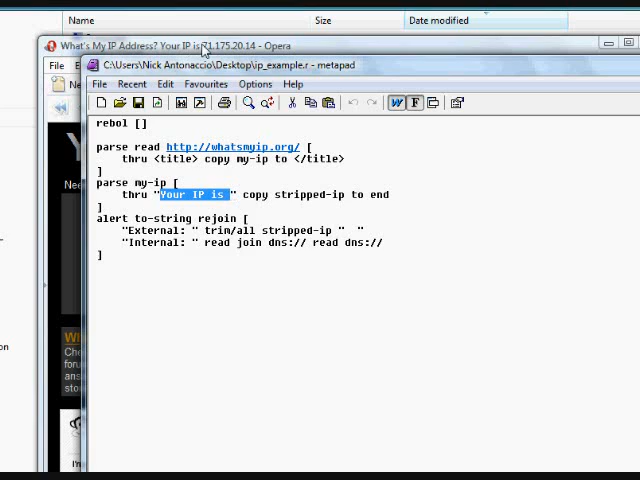 Name
Size
Date modified
What's My IP Address? Your IP is 71.175.20.14 - Opera
File
C:\Users\Nick Antonaccio\Desktop\ip_example.r - metapad
File Recent Edit Favourites Options Help
rebol []
parse read http://whatsmyip.org/ [
thru <title> copy my-ip to </title>
]
parse my-ip [
thru "Your IP is " copy stripped-ip to end
]
alert to-string rejoin [
"External: " trim/all stripped-ip "  "
"Internal: " read join dns:// read dns://
]